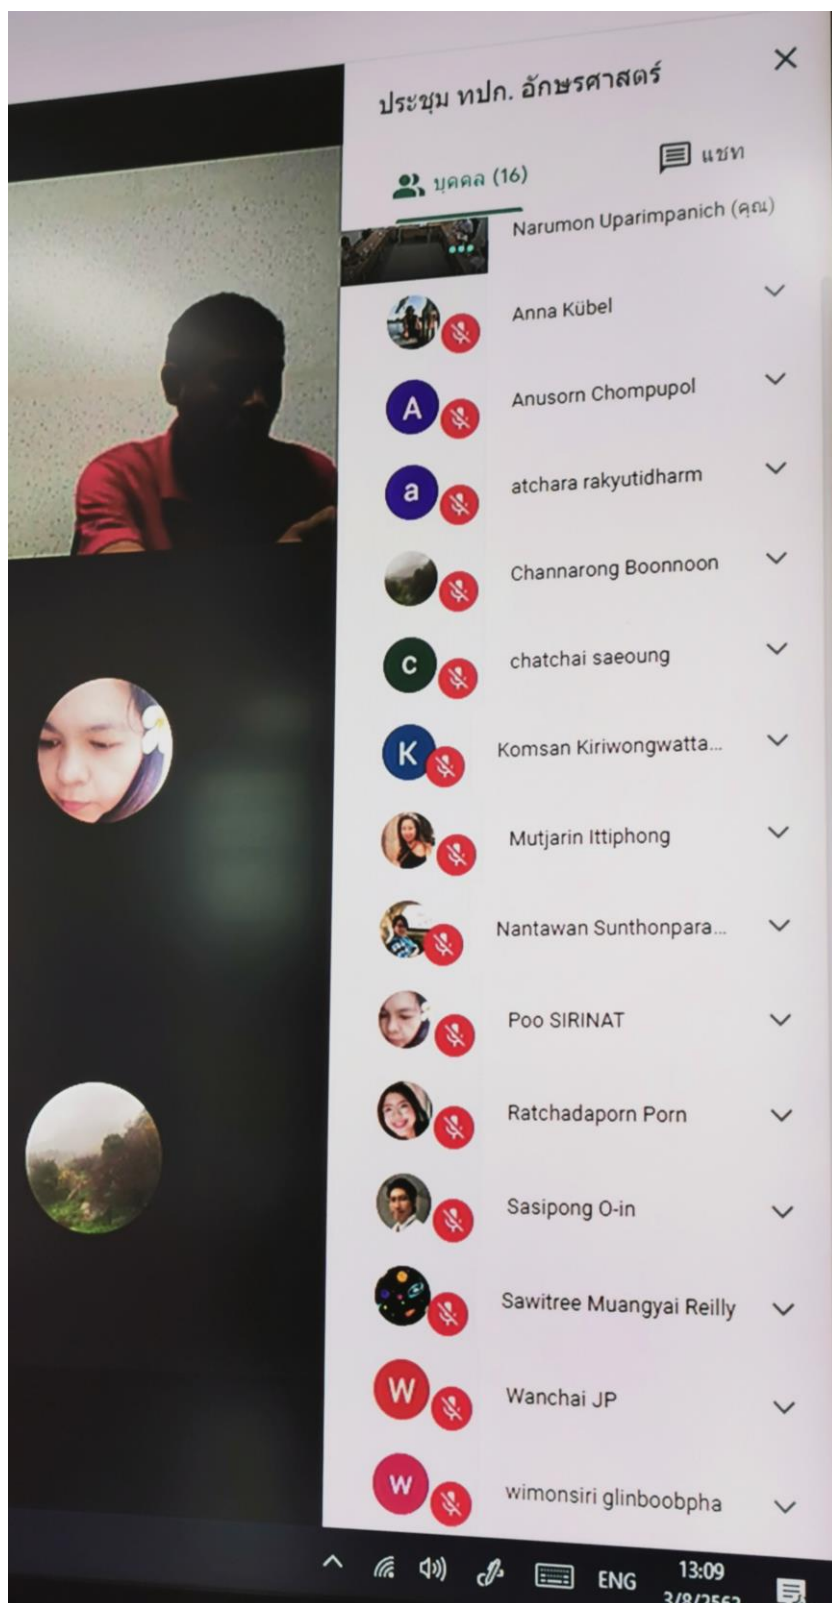 ประชุม ทปก. อักษรศาสตร์
บุคคล (16)
แชท
Narumon Uparimpanich (คุณ)
Anna Kübel
A
Anusorn Chompupol
a
atchara rakyutidharm
Channarong Boonnoon
c
chatchai saeoung
K
Komsan Kiriwongwatta...
Mutjarin Ittiphong
Nantawan Sunthonpara...
Poo SIRINAT
Ratchadaporn Porn
Sasipong O-in
Sawitree Muangyai Reilly
W
Wanchai JP
w
wimonsiri glinboobpha
ENG
13:09
3/8/2563